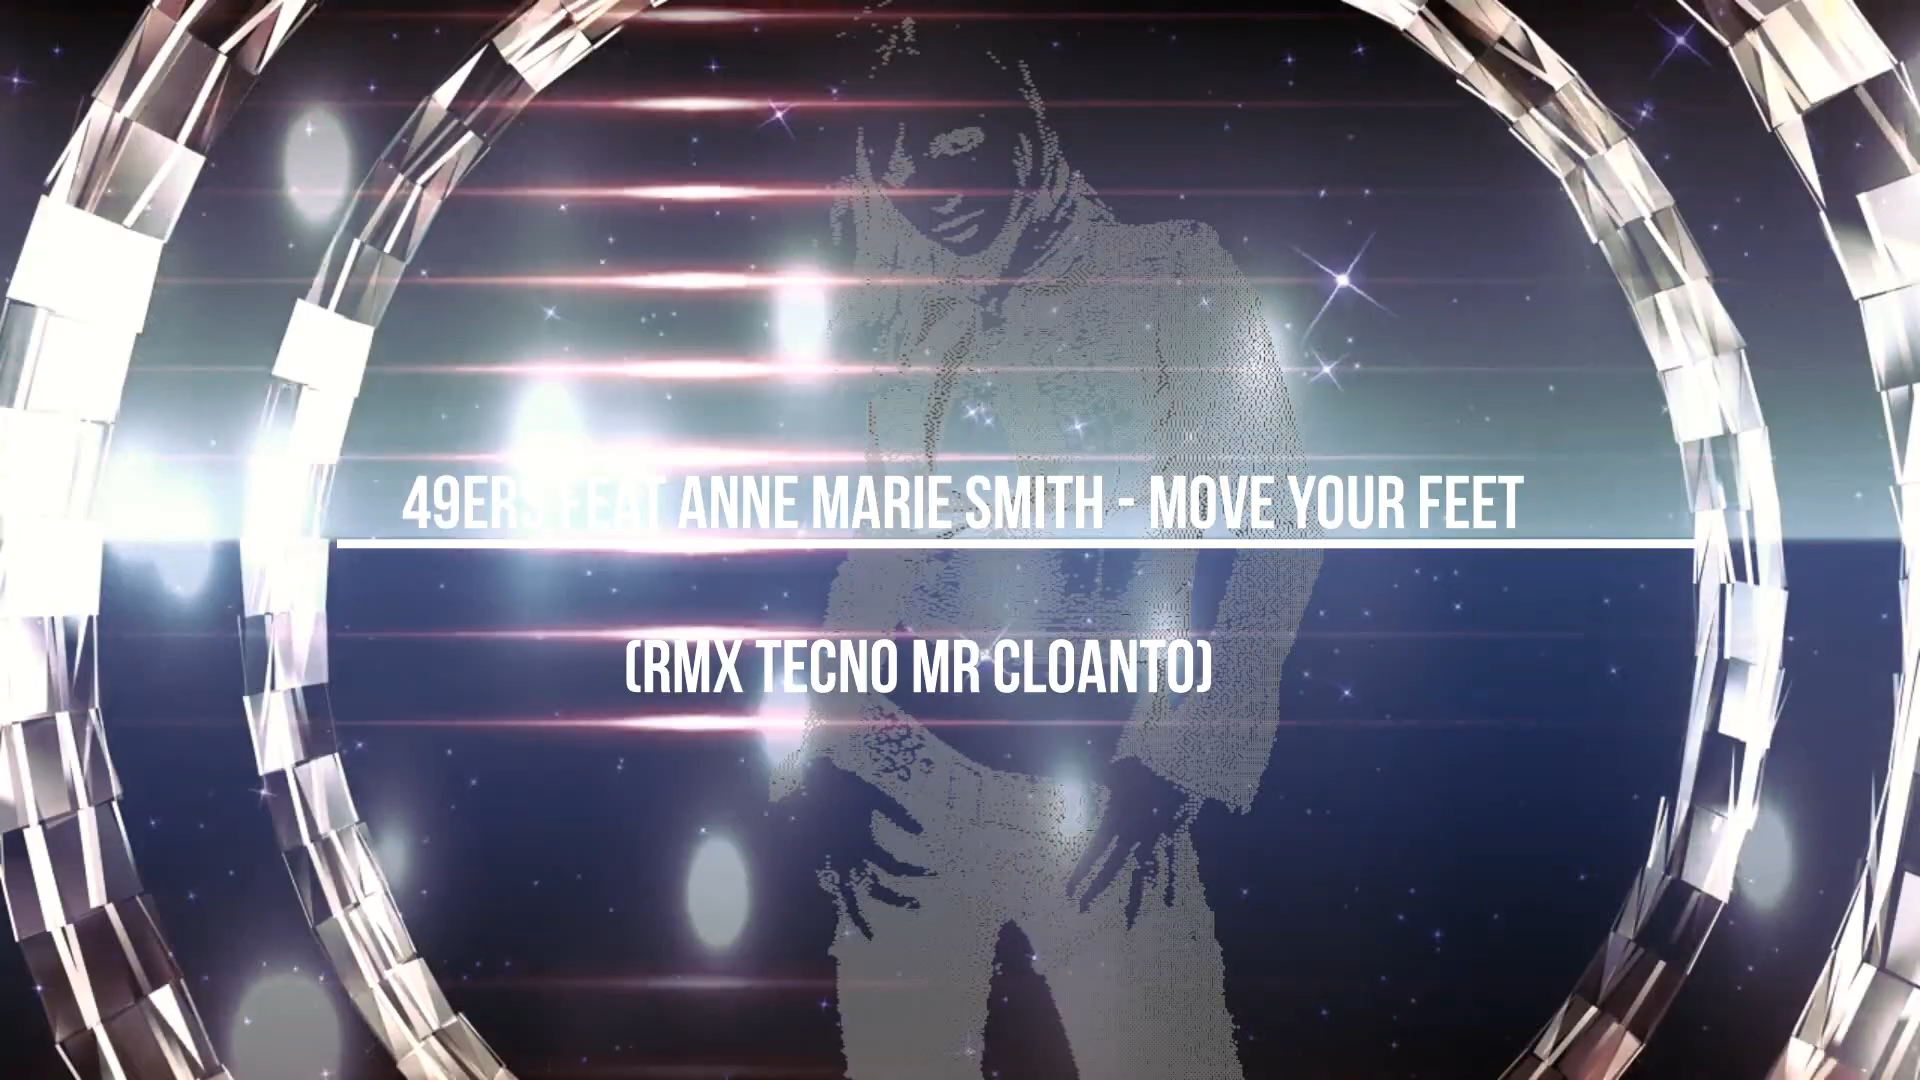 49ERS FEAT ANNE MARIE SMITH - MOVE YOUR FEET
(RMX TECNO MR CLOANTO)